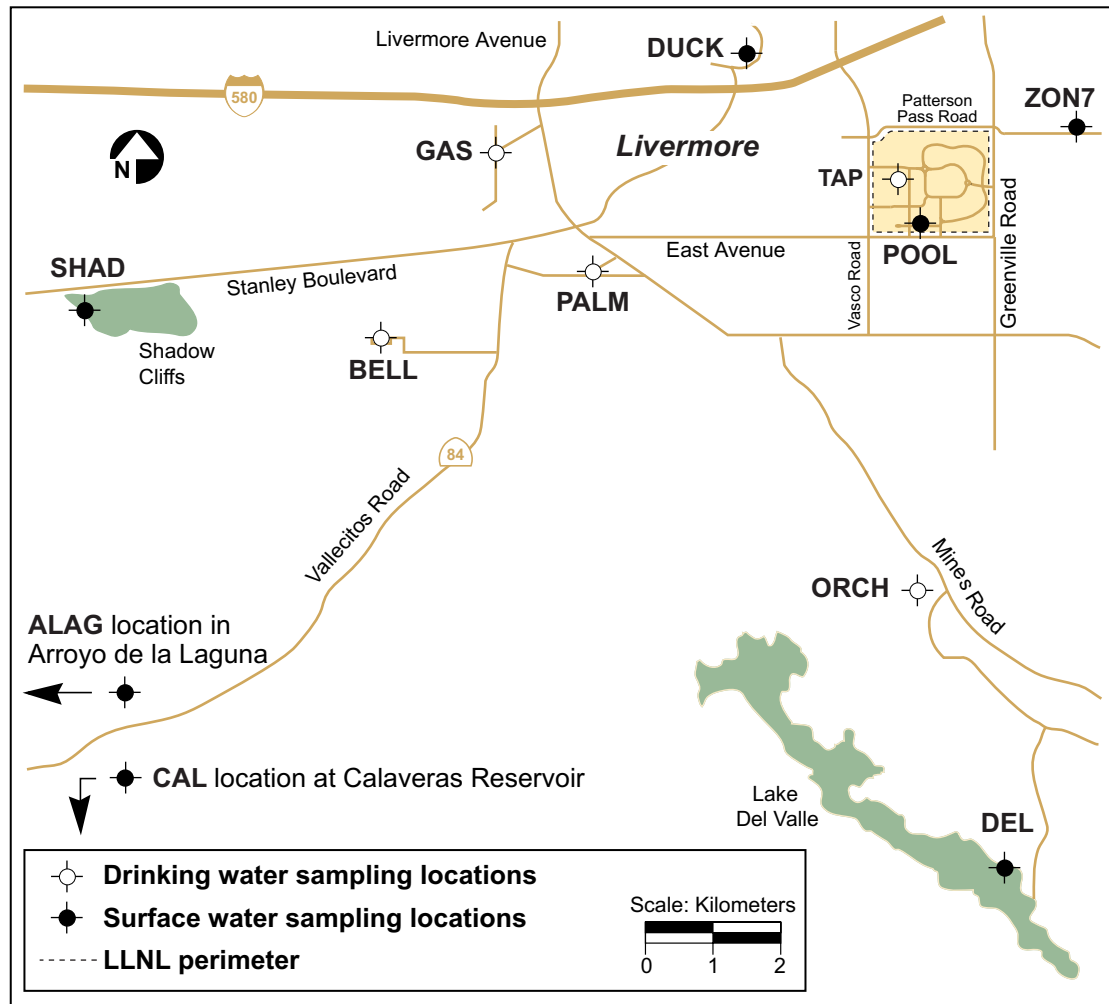 Livermore Avenue
DUCK
580
Patterson
Pass Road
ZON7
N
GAS
Livermore
TAP
Greenville Road
SHAD
Stanley Boulevard
East Avenue
POOL
Vasco Road
PALM
Shadow
Cliffs
BELL
84
Vallecitos Road
Mines Road
ORCH
ALAG location in
Arroyo de la Laguna
CAL location at Calaveras Reservoir
Lake
Del Valle
DEL
Drinking water sampling locations
Surface water sampling locations
LLNL perimeter
Scale: Kilometers
0 1 2